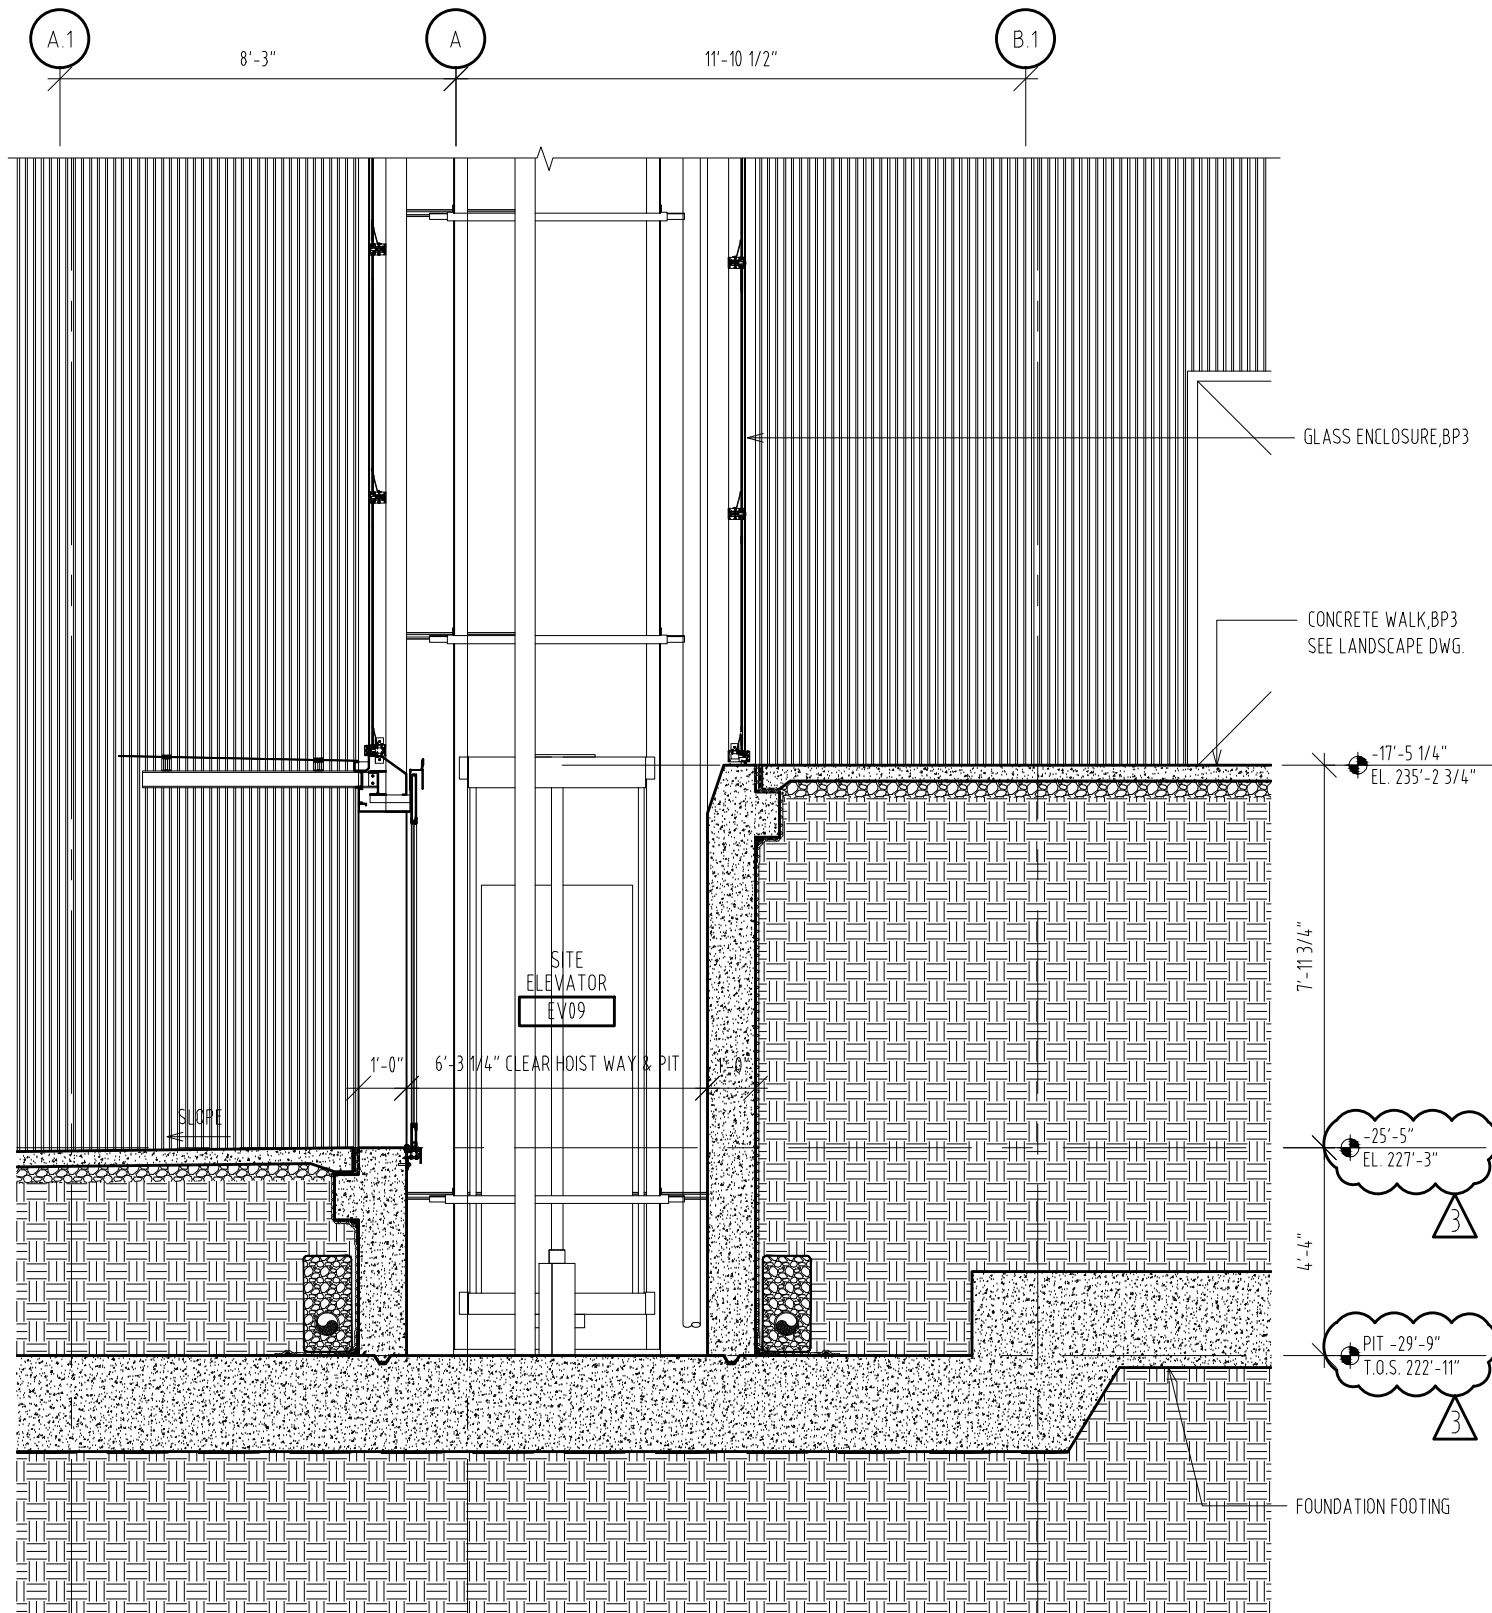 A.1
A
B.1
8'-3"
11'-10 1/2"
GLASS ENCLOSURE,BP3
CONCRETE WALK,BP3
SEE LANDSCAPE DWG.
-17'-5 1/4"
EL. 235'-2 3/4"
7'-11 3/4"
SITE
ELEVATOR
EV09
1'-0"
6'-3 1/4" CLEAR HOIST WAY & PIT
1'-0"
SLOPE
-25'-5"
EL. 227'-3"
3
4'-4"
PIT -29'-9"
T.O.S. 222'-11"
3
FOUNDATION FOOTING